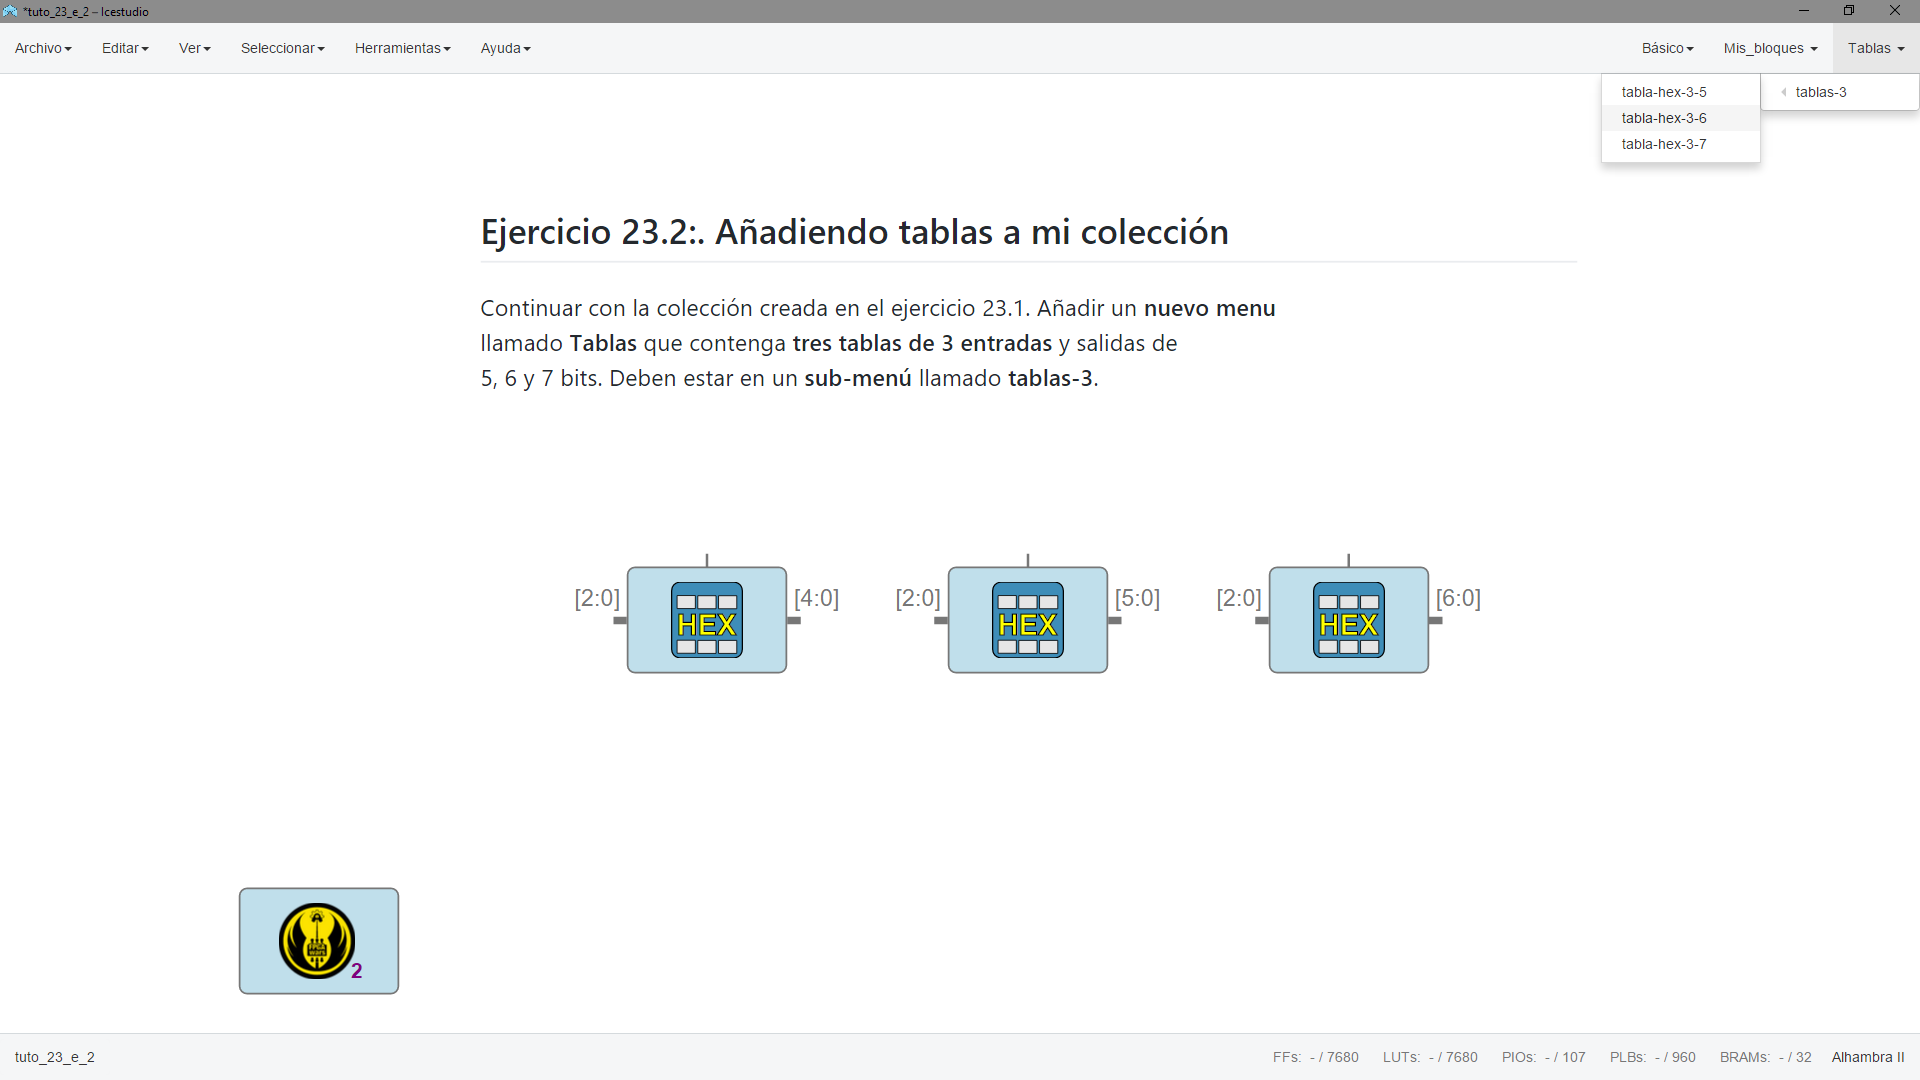 *tuto_23_e_2 – Icestudio
Archivo Editar Ver Seleccionar Herramientas Ayuda Básico Mis_bloques Tablas
tabla-hex-3-5 tablas-3
tabla-hex-3-6
tabla-hex-3-7
Ejercicio 23.2:. Añadiendo tablas a mi colección
Continuar con la colección creada en el ejercicio 23.1. Añadir un nuevo menu
llamado Tablas que contenga tres tablas de 3 entradas y salidas de
5, 6 y 7 bits. Deben estar en un sub-menú llamado tablas-3.
[2:0] [4:0] [2:0] [5:0] [2:0] [6:0]
HEX HEX HEX
2
tuto_23_e_2 FFs: - / 7680 LUTs: - / 7680 PIOs: - / 107 PLBs: - / 960 BRAMs: - / 32 Alhambra II